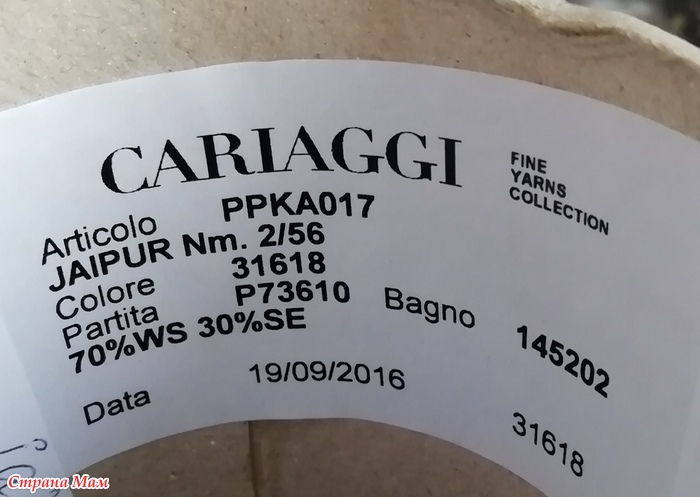 CARIAGGI
FINE
YARNS
COLLECTION
Articolo PPKA017
JAIPUR Nm. 2/56
Colore 31618
Partita P73610 Bagno 145202
70%WS 30%SE
Data 19/09/2016 31618
Страна Мам